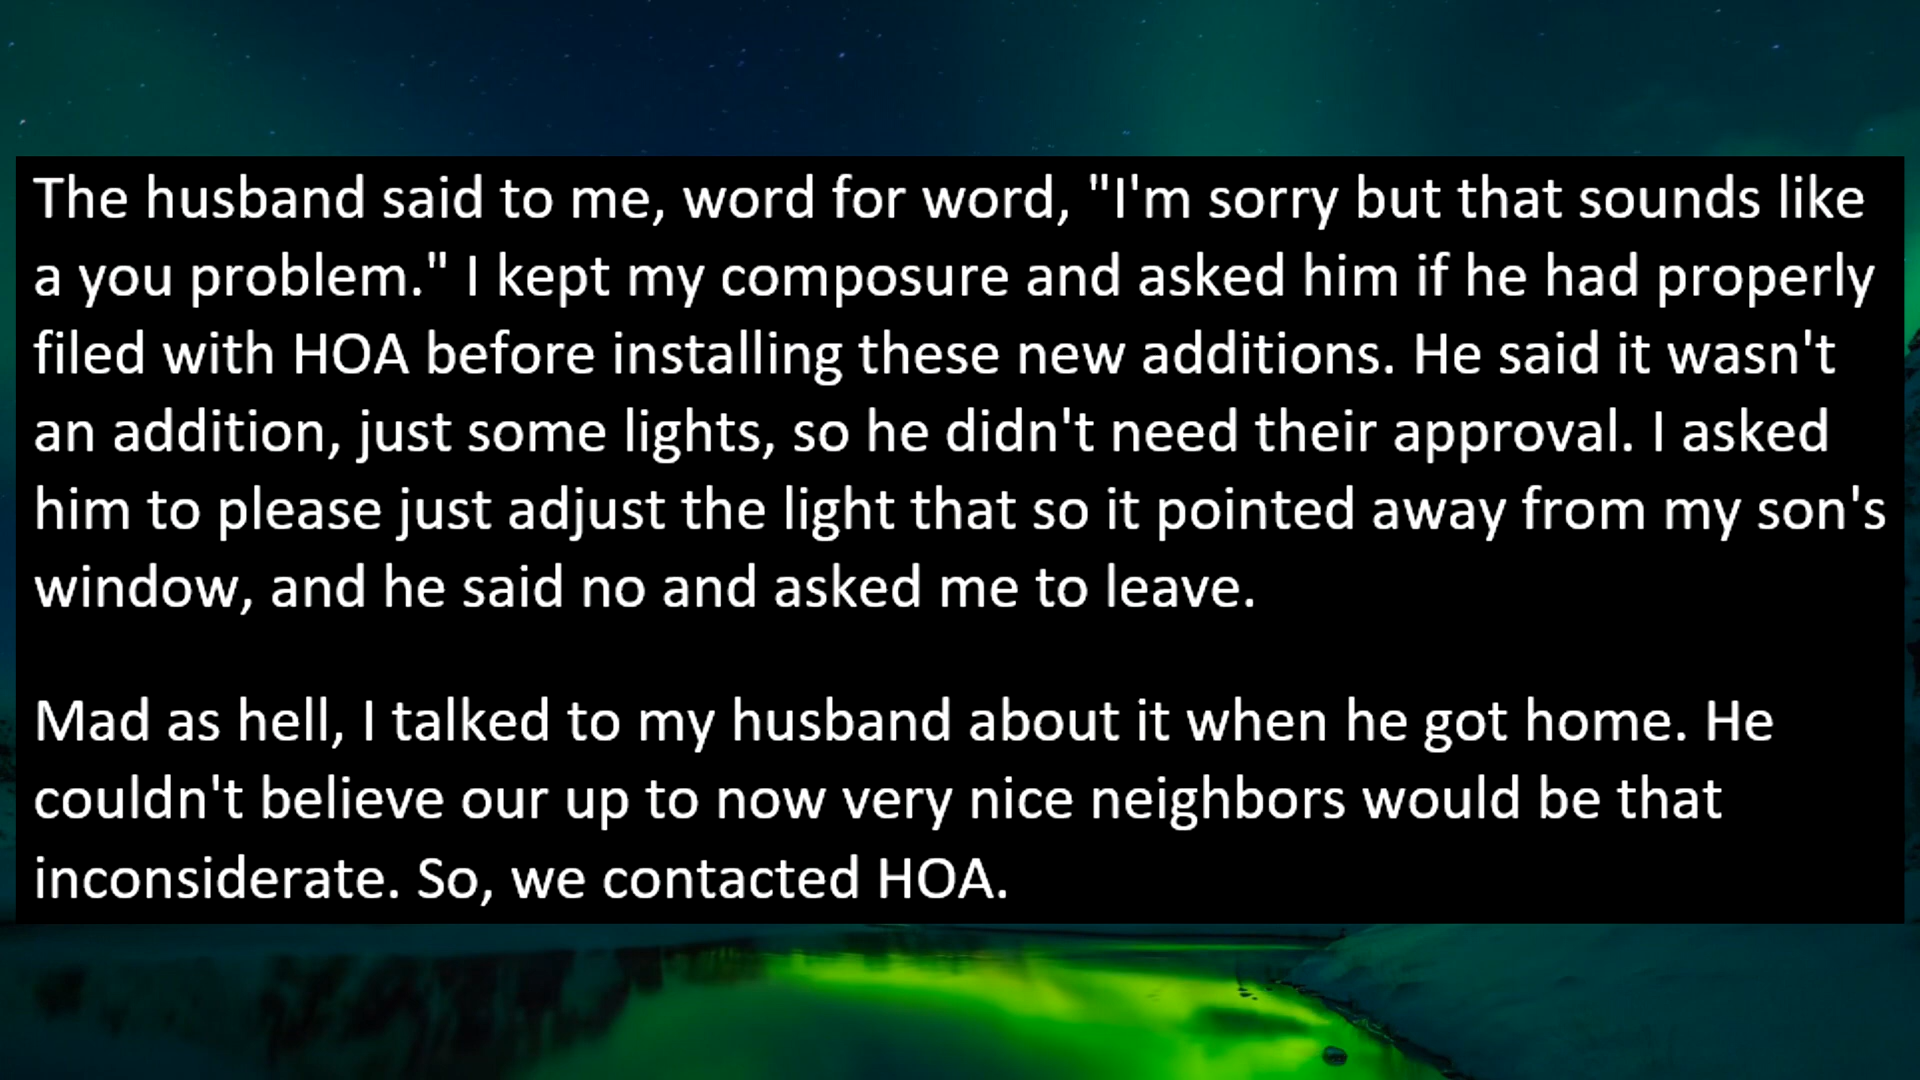 The husband said to me, word for word, "I'm sorry but that sounds like
a you problem." I kept my composure and asked him if he had properly
filed with HOA before installing these new additions. He said it wasn't
an addition, just some lights, so he didn't need their approval. I asked
him to please just adjust the light that so it pointed away from my son's
window, and he said no and asked me to leave.
Mad as hell, I talked to my husband about it when he got home. He
couldn't believe our up to now very nice neighbors would be that
inconsiderate. So, we contacted HOA.